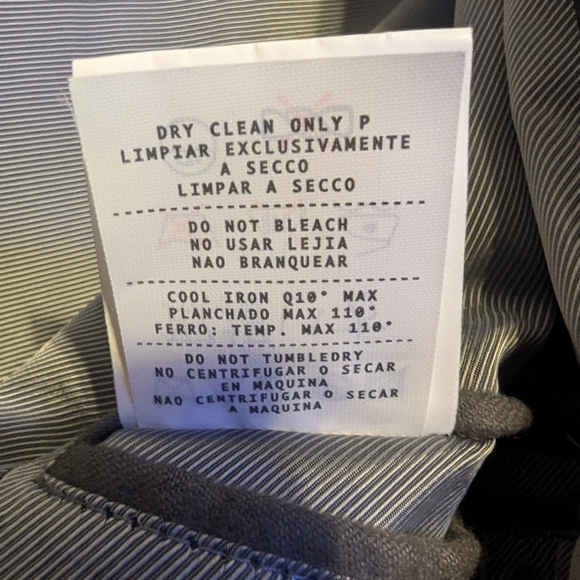 DRY CLEAN ONLY P
LIMPIAR EXCLUSIVAMENTE
A SECCO
LIMPAR A SECCO
DO NOT BLEACH
NO USAR LEJIA
NAO BRANQUEAR
COOL IRON Q10° MAX
PLANCHADO MAX 110°
FERRO: TEMP. MAX 110°
DO NOT TUMBLEDRY
NO CENTRIFUGAR O SECAR
EN MAQUINA
NAO CENTRIFUGAR O SECAR
A MAQUINA